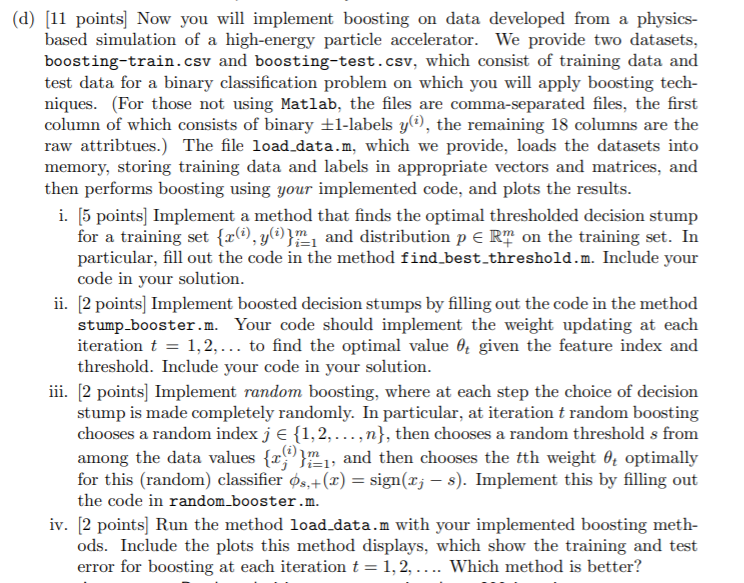 (d) [11 points] Now you will implement boosting on data developed from a physics-
based simulation of a high-energy particle accelerator. We provide two datasets,
boosting-train.csv and boosting-test.csv, which consist of training data and
test data for a binary classification problem on which you will apply boosting tech-
niques. (For those not using Matlab, the files are comma-separated files, the first
column of which consists of binary ±1-labels y^{(i)}, the remaining 18 columns are the
raw attribtues.) The file load_data.m, which we provide, loads the datasets into
memory, storing training data and labels in appropriate vectors and matrices, and
then performs boosting using your implemented code, and plots the results.
i. [5 points] Implement a method that finds the optimal thresholded decision stump
for a training set {x^{(i)}, y^{(i)}}_{i=1}^m and distribution p ∈ ℝ_+^m on the training set. In
particular, fill out the code in the method find_best_threshold.m. Include your
code in your solution.
ii. [2 points] Implement boosted decision stumps by filling out the code in the method
stump_booster.m. Your code should implement the weight updating at each
iteration t = 1, 2, . . . to find the optimal value θ_t given the feature index and
threshold. Include your code in your solution.
iii. [2 points] Implement random boosting, where at each step the choice of decision
stump is made completely randomly. In particular, at iteration t random boosting
chooses a random index j ∈ {1, 2, . . . , n}, then chooses a random threshold s from
among the data values {x_j^{(i)}}_{i=1}^m, and then chooses the tth weight θ_t optimally
for this (random) classifier ϕ_{s,+}(x) = sign(x_j − s). Implement this by filling out
the code in random_booster.m.
iv. [2 points] Run the method load_data.m with your implemented boosting meth-
ods. Include the plots this method displays, which show the training and test
error for boosting at each iteration t = 1, 2, . . .. Which method is better?